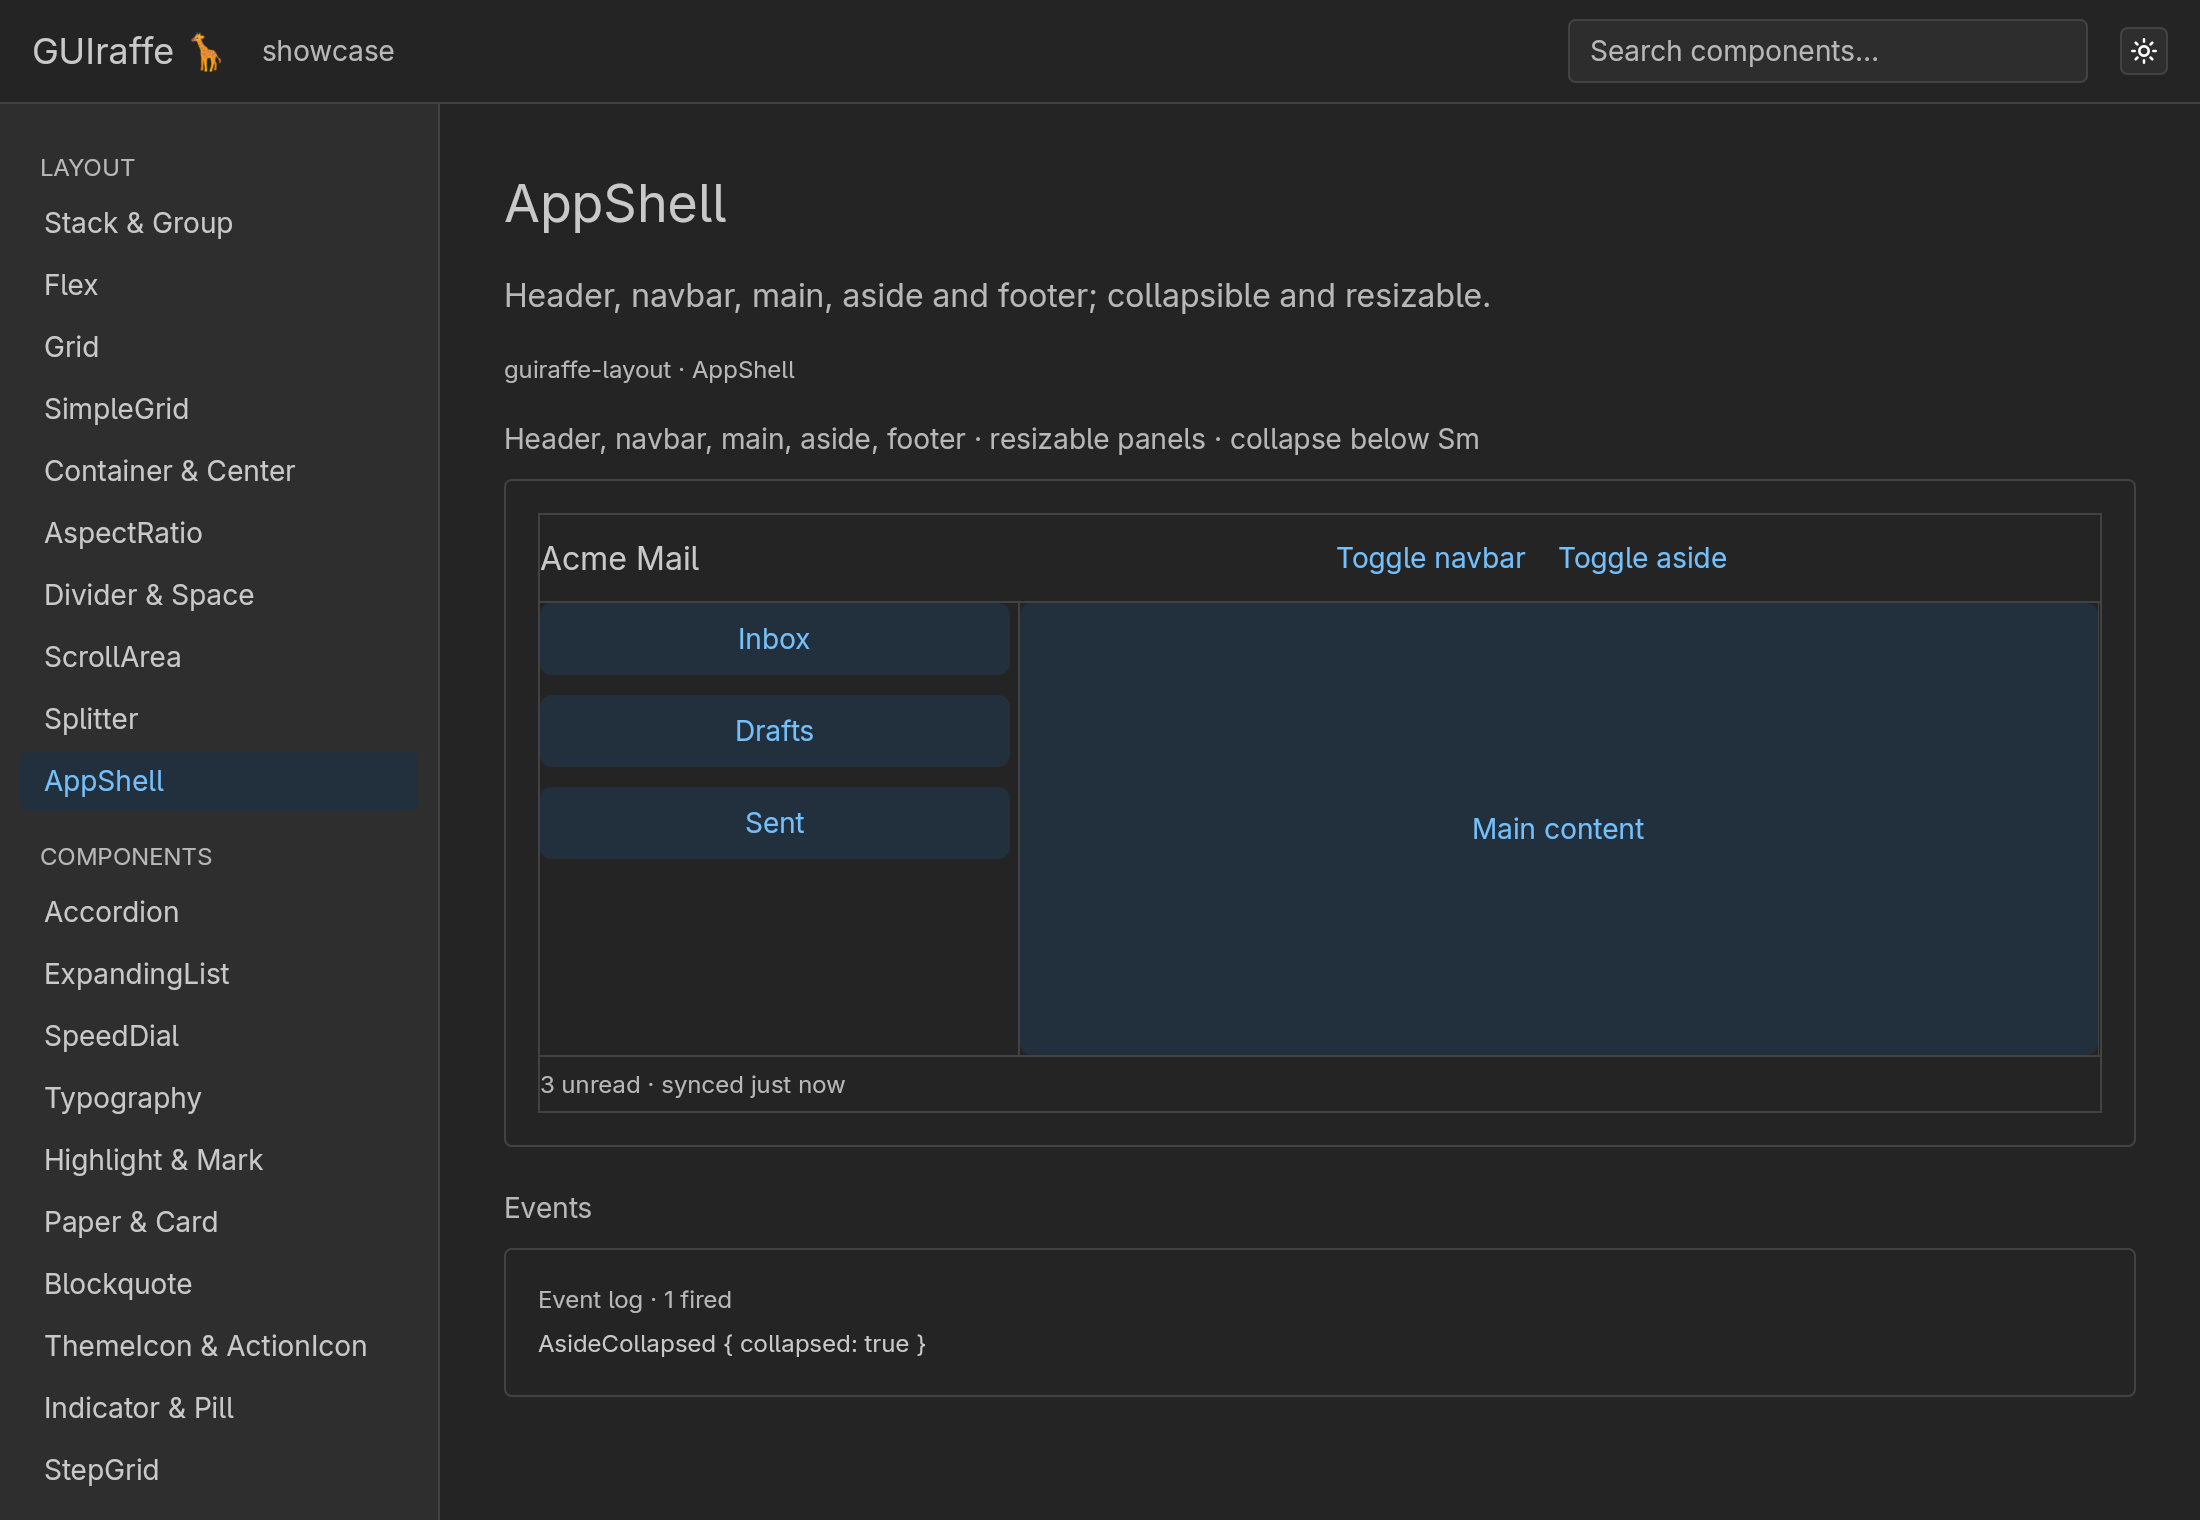 GUIraffe 🦒 showcase
Search components...
LAYOUT
Stack & Group
Flex
Grid
SimpleGrid
Container & Center
AspectRatio
Divider & Space
ScrollArea
Splitter
AppShell
COMPONENTS
Accordion
ExpandingList
SpeedDial
Typography
Highlight & Mark
Paper & Card
Blockquote
ThemeIcon & ActionIcon
Indicator & Pill
StepGrid
AppShell
Header, navbar, main, aside and footer; collapsible and resizable.
guiraffe-layout · AppShell
Header, navbar, main, aside, footer · resizable panels · collapse below Sm
Acme Mail
Toggle navbar
Toggle aside
Inbox
Drafts
Sent
Main content
3 unread · synced just now
Events
Event log · 1 fired
AsideCollapsed { collapsed: true }